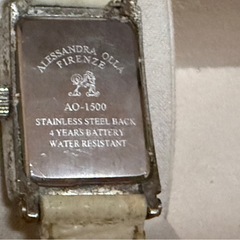 ALESSANDRA OLLA
FIRENZE
AO-1500
STAINLESS STEEL BACK
4 YEARS BATTERY
WATER RESISTANT